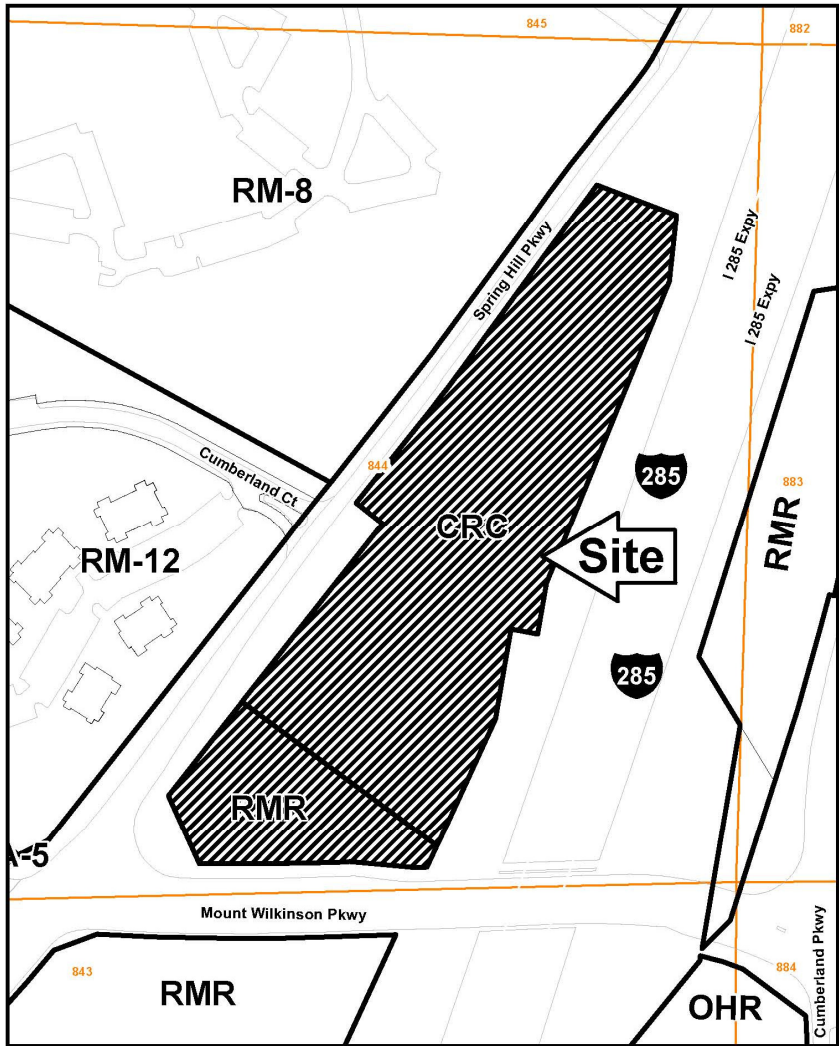 845
882
RM-8
I 285 Expy
Spring Hill Pkwy
I 285 Expy
844
Cumberland Ct
285
883
CRC
RMR
Site
RM-12
285
RMR
A-5
Mount Wilkinson Pkwy
843
884
RMR
OHR
Cumberland Pkwy